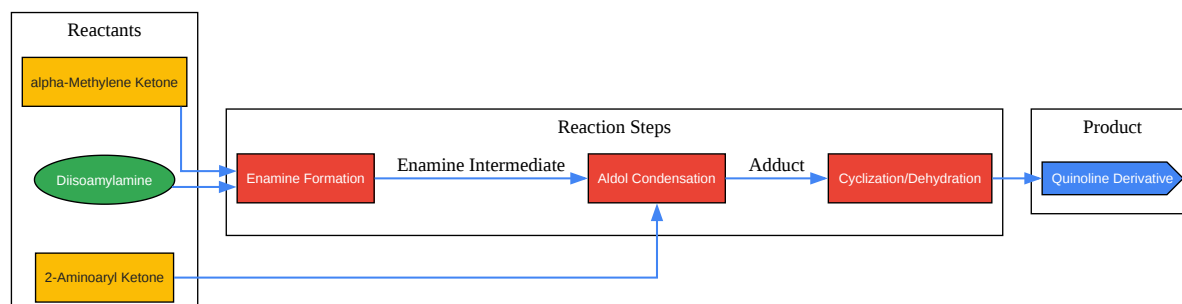 Reactants
alpha-Methylene Ketone
Diisoamylamine
2-Aminoaryl Ketone
Reaction Steps
Enamine Formation
Enamine Intermediate
Aldol Condensation
Adduct
Cyclization/Dehydration
Product
Quinoline Derivative